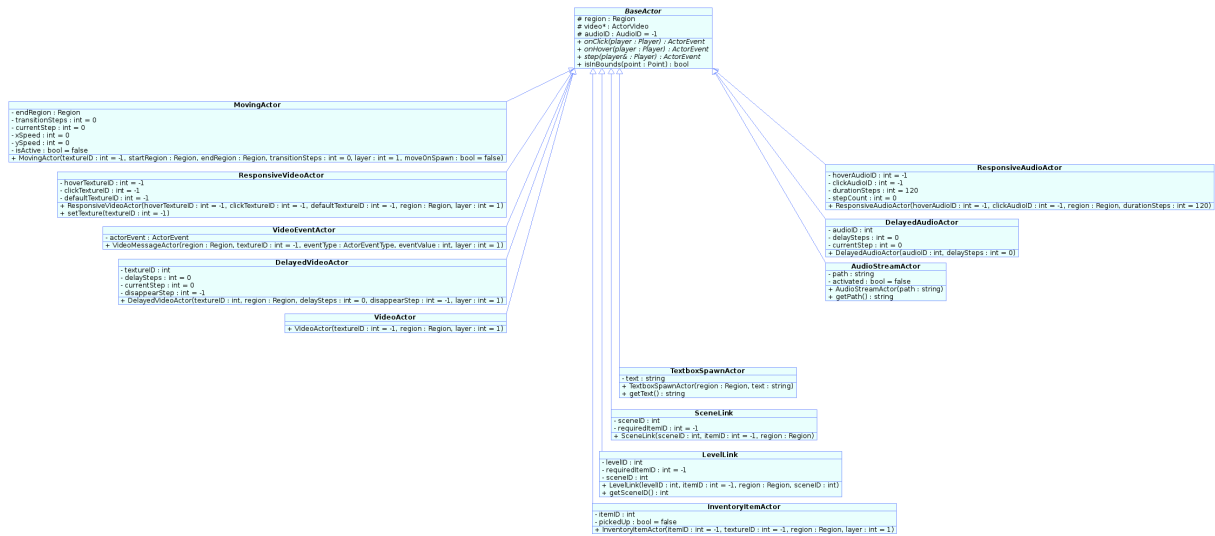 BaseActor
# region : Region
# video* : ActorVideo
# audioID : AudioID = -1
+ onClick(player : Player) : ActorEvent
+ onHover(player : Player) : ActorEvent
+ step(player& : Player) : ActorEvent
+ isInBounds(point : Point) : bool
MovingActor
- endRegion : Region
- transitionSteps : int = 0
- currentStep : int = 0
- xSpeed : int = 0
- ySpeed : int = 0
- isActive : bool = false
+ MovingActor(textureID : int = -1, startRegion : Region, endRegion : Region, transitionSteps : int = 0, layer : int = 1, moveOnSpawn : bool = false)
ResponsiveVideoActor
- hoverTextureID : int = -1
- clickTextureID : int = -1
- defaultTextureID : int = -1
+ ResponsiveVideoActor(hoverTextureID : int = -1, clickTextureID : int = -1, defaultTextureID : int = -1, region : Region, layer : int = 1)
+ setTexture(textureID : int = -1)
VideoEventActor
- actorEvent : ActorEvent
+ VideoMessageActor(region : Region, textureID : int = -1, eventType : ActorEventType, eventValue : int, layer : int = 1)
DelayedVideoActor
- textureID : int
- delaySteps : int = 0
- currentStep : int = 0
- disappearStep : int = -1
+ DelayedVideoActor(textureID : int, region : Region, delaySteps : int = 0, disappearStep : int = -1, layer : int = 1)
VideoActor
+ VideoActor(textureID : int = -1, region : Region, layer : int = 1)
ResponsiveAudioActor
- hoverAudioID : int = -1
- clickAudioID : int = -1
- durationSteps : int = 120
- stepCount : int = 0
+ ResponsiveAudioActor(hoverAudioID : int = -1, clickAudioID : int = -1, region : Region, durationSteps : int = 120)
DelayedAudioActor
- audioID : int
- delaySteps : int = 0
- currentStep : int = 0
+ DelayedAudioActor(audioID : int, delaySteps : int = 0)
AudioStreamActor
- path : string
- activated : bool = false
+ AudioStreamActor(path : string)
+ getPath() : string
TextboxSpawnActor
- text : string
+ TextboxSpawnActor(region : Region, text : string)
+ getText() : string
SceneLink
- sceneID : int
- requiredItemID : int = -1
+ SceneLink(sceneID : int, itemID : int = -1, region : Region)
LevelLink
- levelID : int
- requiredItemID : int = -1
- sceneID : int
+ LevelLink(levelID : int, itemID : int = -1, region : Region, sceneID : int)
+ getSceneID() : int
InventoryItemActor
- itemID : int
- pickedUp : bool = false
+ InventoryItemActor(itemID : int = -1, textureID : int = -1, region : Region, layer : int = 1)